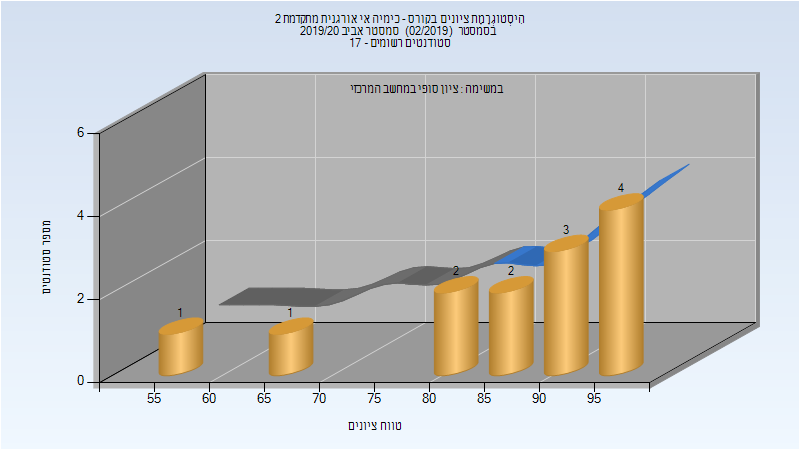 הִיסְטוֹגְרָמַת ציונים בקורס - כימיה אי אורגנית מתקדמת 2
בסמסטר (02/2019) סמסטר אביב 2019/20
סטודנטים רשומים - 17
במשימה : ציון סופי במחשב המרכזי
6
4
2
0
מספר סטודנטים
1
1
2
2
3
4
55 60 65 70 75 80 85 90 95
טווח ציונים